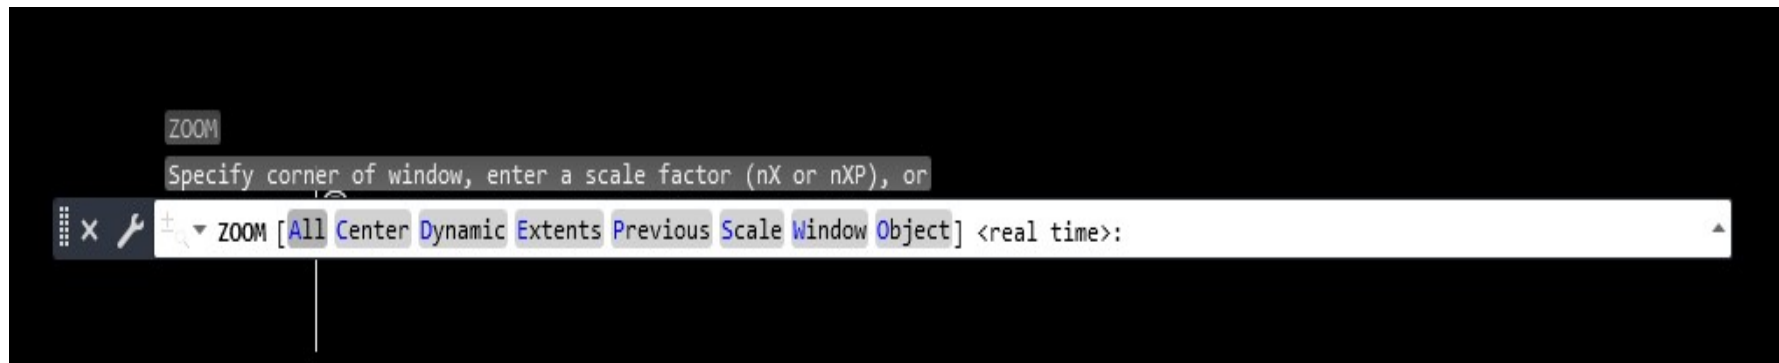 ZOOM
Specify corner of window, enter a scale factor (nX or nXP), or
ZOOM [All Center Dynamic Extents Previous Scale Window Object] <real time>: